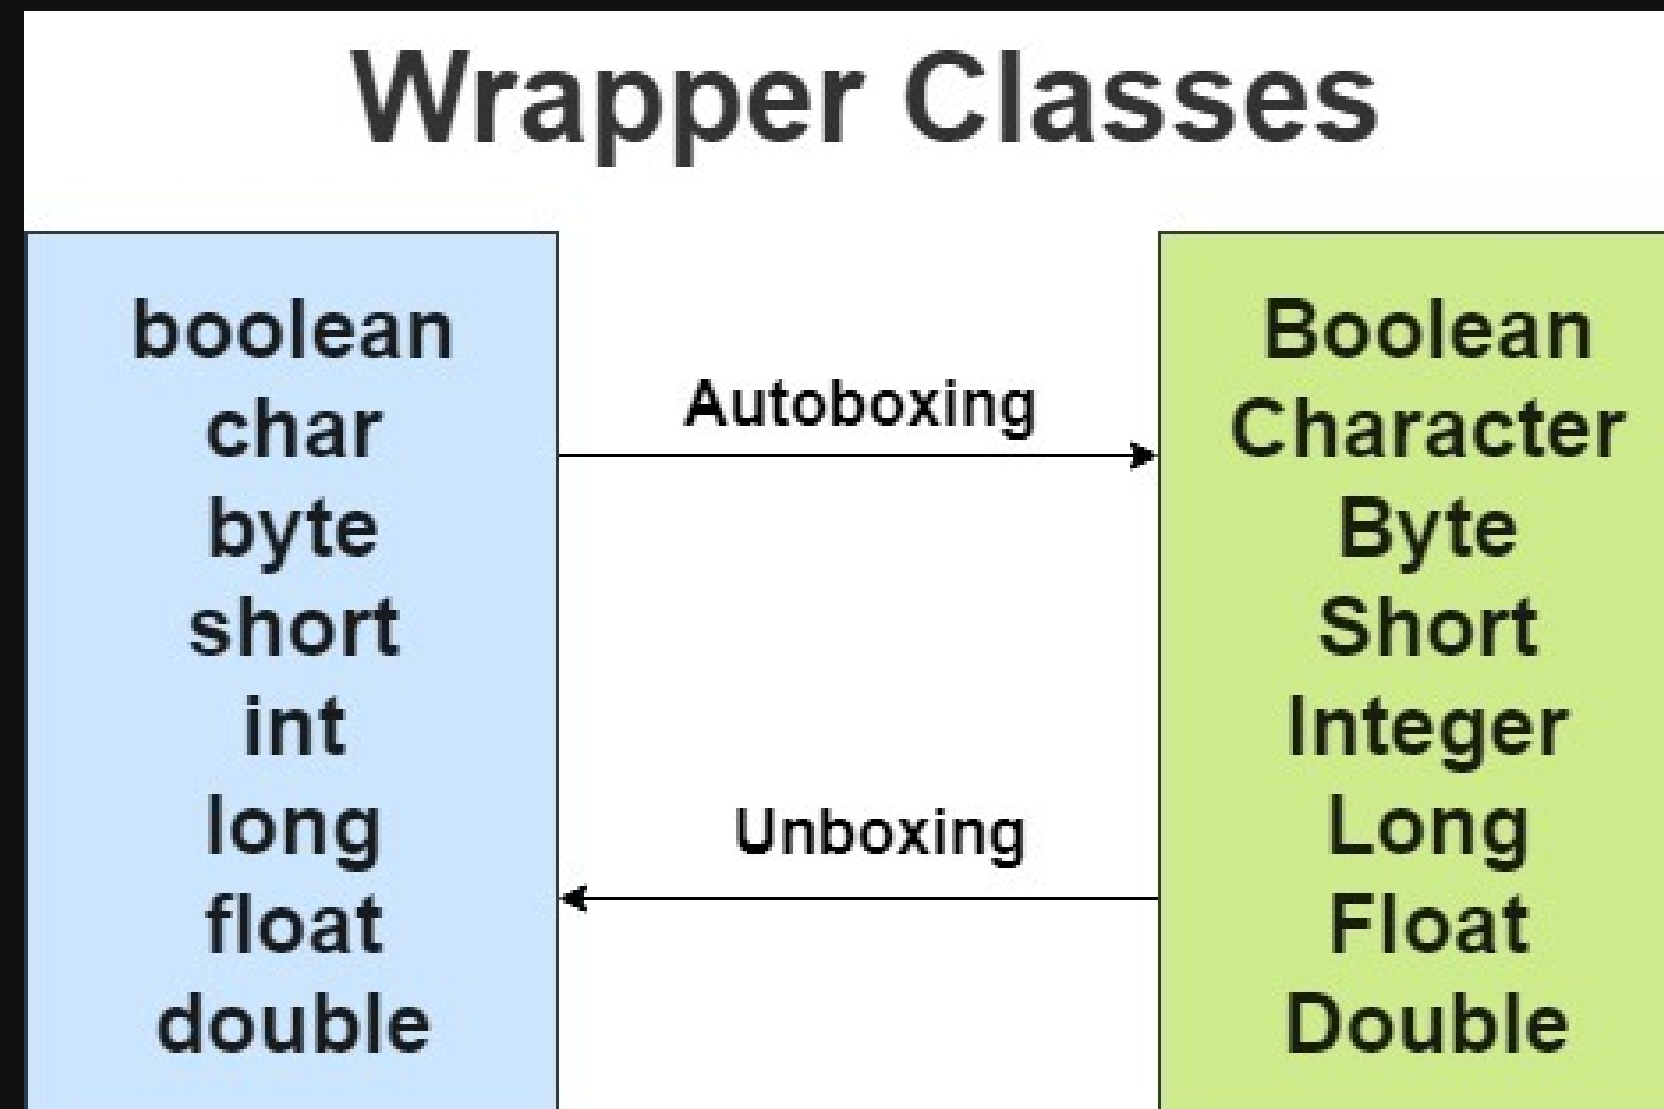 Wrapper Classes
boolean
char
byte
short
int
long
float
double
Autoboxing
Unboxing
Boolean
Character
Byte
Short
Integer
Long
Float
Double